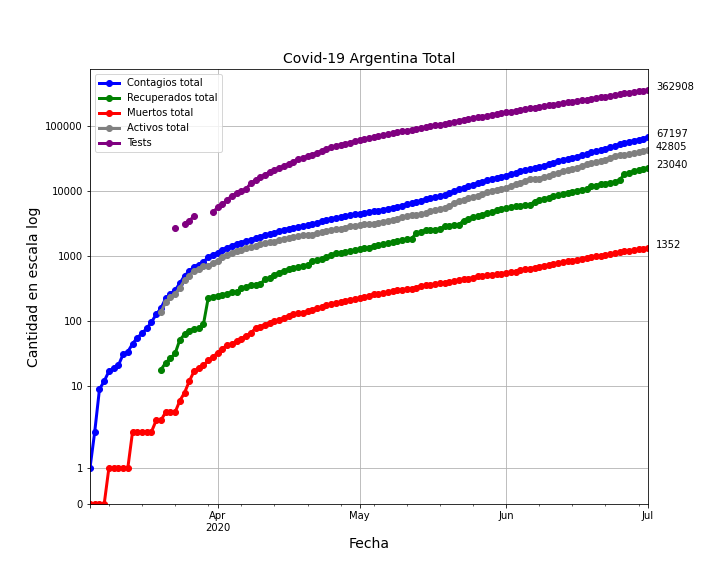 Covid-19 Argentina Total
Contagios total
Recuperados total
Muertos total
Activos total
Tests
362908
67197
42805
23040
1352
100000
10000
1000
100
10
1
0
Cantidad en escala log
Apr
2020
May
Jun
Jul
Fecha